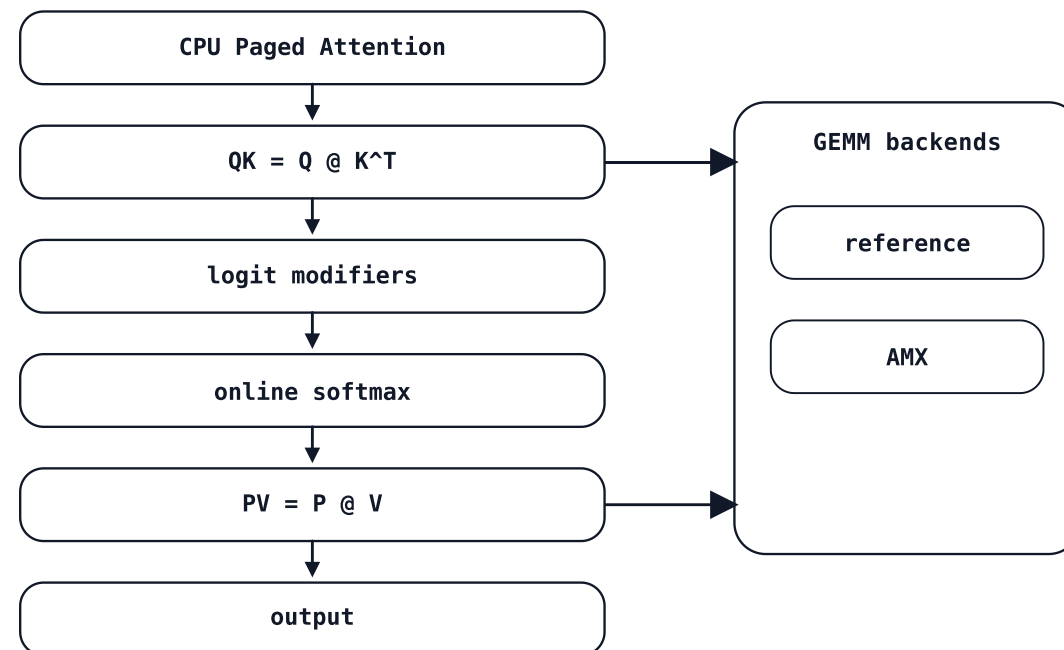 CPU Paged Attention
QK = Q @ K^T
logit modifiers
online softmax
PV = P @ V
output
GEMM backends
reference
AMX